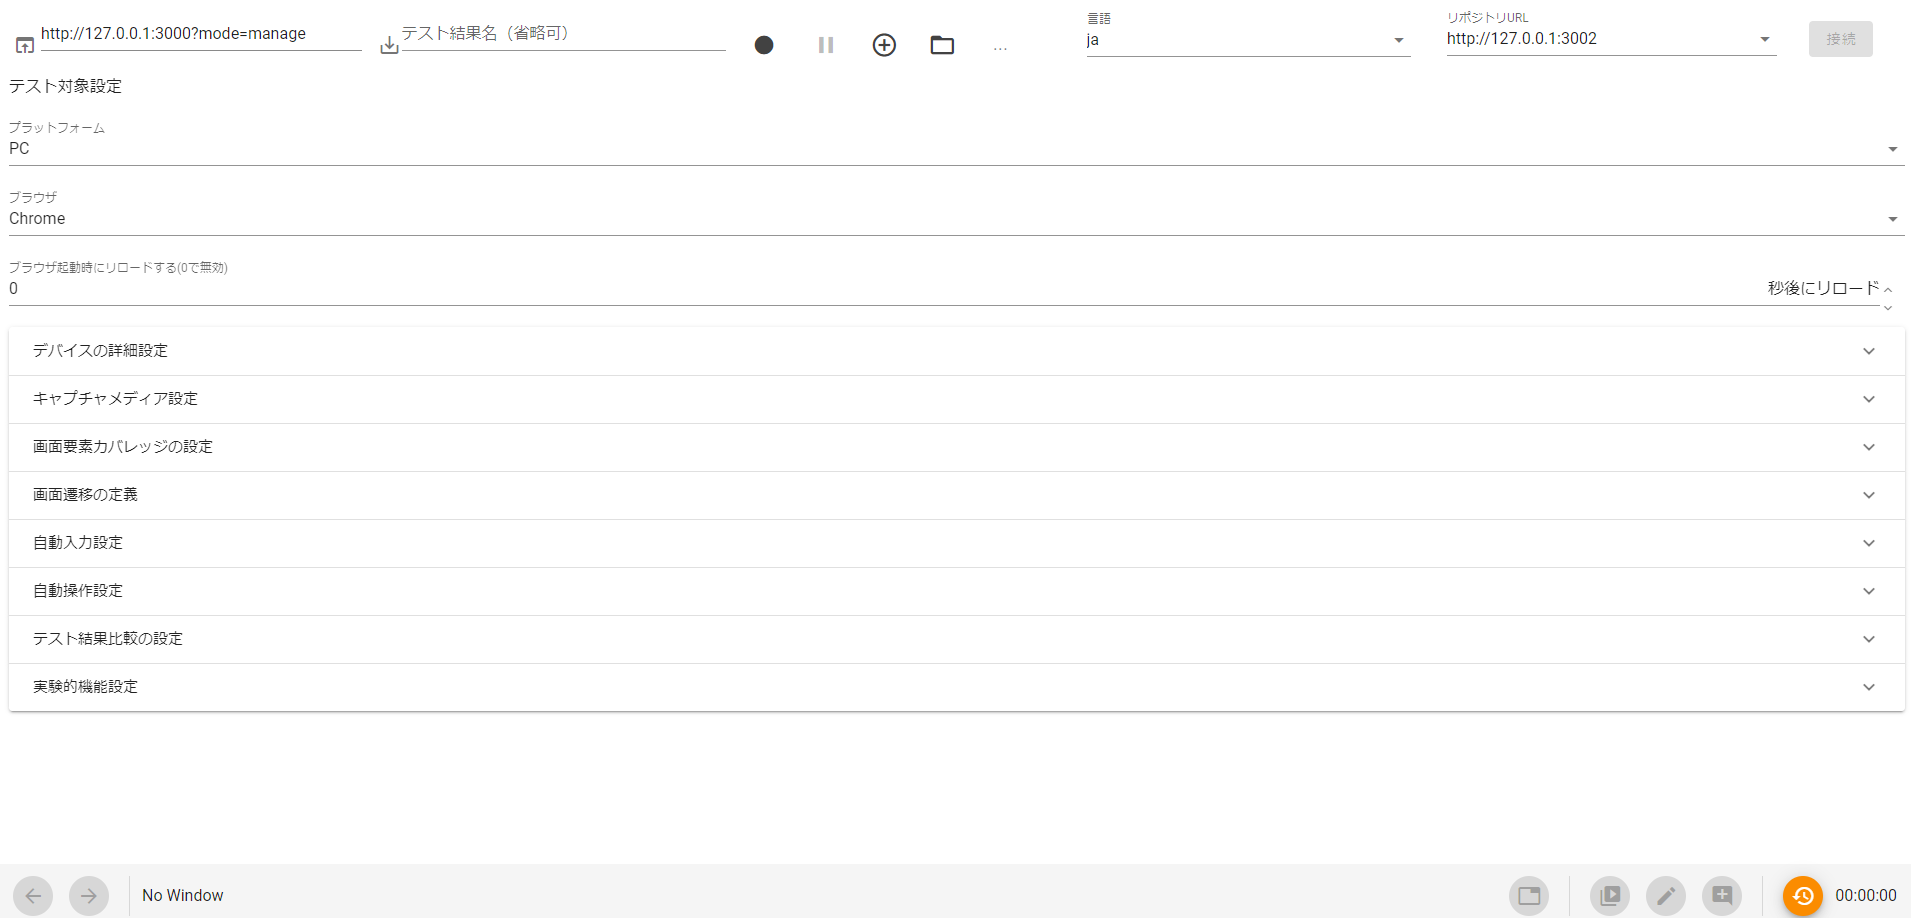 http://127.0.0.1:3000?mode=manage
テスト結果名（省略可）
...
言語
ja
リポジトリURL
http://127.0.0.1:3002
接続
テスト対象設定
プラットフォーム
PC
ブラウザ
Chrome
ブラウザ起動時にリロードする(0で無効)
0
秒後にリロード
デバイスの詳細設定
キャプチャメディア設定
画面要素カバレッジの設定
画面遷移の定義
自動入力設定
自動操作設定
テスト結果比較の設定
実験的機能設定
No Window
00:00:00